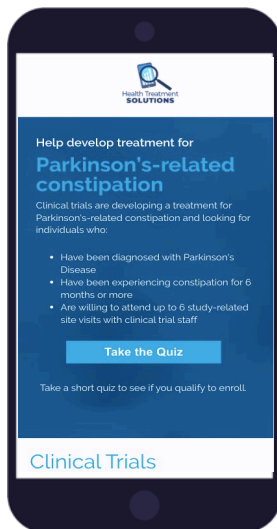 Health Treatment
SOLUTIONS
Help develop treatment for
Parkinson's-related
constipation
Clinical trials are developing a treatment for
Parkinson's-related constipation and looking for
individuals who:
• Have been diagnosed with Parkinson's
Disease
• Have been experiencing constipation for 6
months or more
• Are willing to attend up to 6 study-related
site visits with clinical trial staff
Take the Quiz
Take a short quiz to see if you qualify to enroll.
Clinical Trials